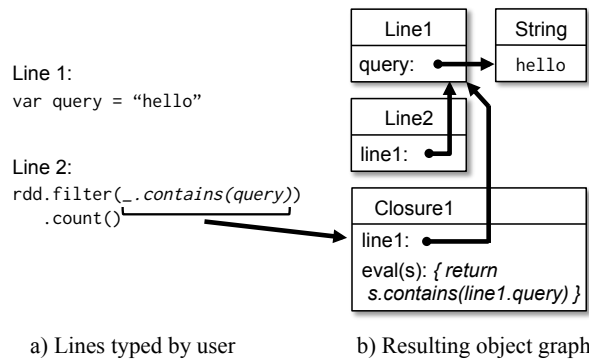 Line 1:
var query = “hello”
Line 2:
rdd.filter(_.contains(query))
.count()
Line1
query:
String
hello
Line2
line1:
Closure1
line1:
eval(s): { return
s.contains(line1.query) }
a) Lines typed by user
b) Resulting object graph